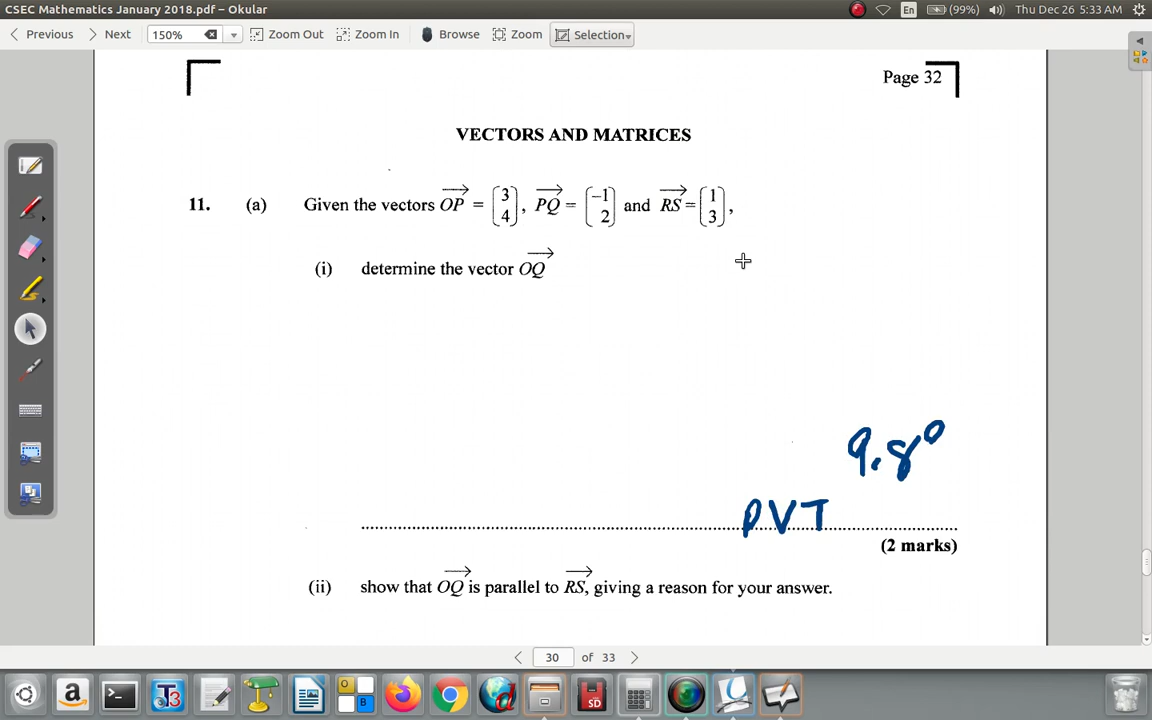 CSEC Mathematics January 2018.pdf – Okular En (99%) Thu Dec 26 5:33 AM
Previous Next 150% Zoom Out Zoom In Browse Zoom Selection
Page 32
VECTORS AND MATRICES
11. (a) Given the vectors OP = (3 4), PQ = (−1 2) and RS = (1 3),
(i) determine the vector OQ
9.8°
PVT
(2 marks)
(ii) show that OQ is parallel to RS, giving a reason for your answer.
30 of 33